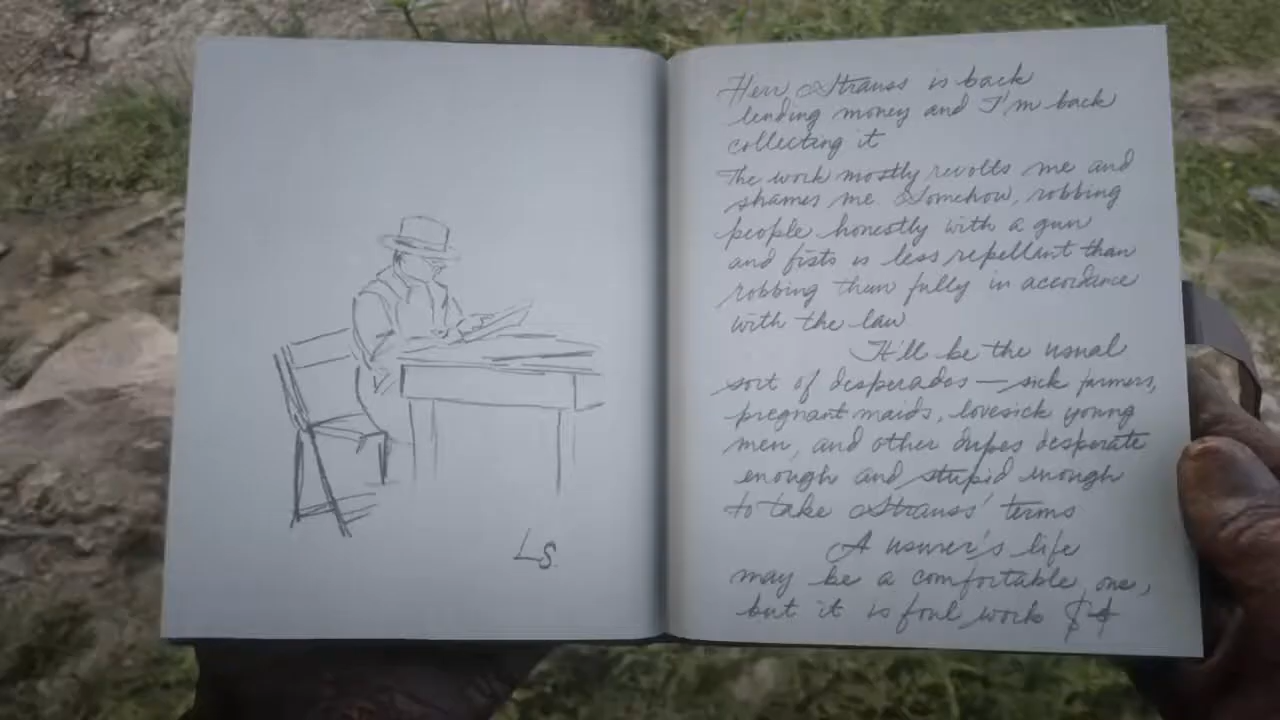 LS.
Herr Strauss is back
lending money and I'm back
collecting it
The work mostly revolts me and
shames me. Somehow, robbing
people honestly with a gun
and fists is less repellant than
robbing them fully in accordance
with the law
It'll be the usual
sort of desperados — sick farmers,
pregnant maids, lovesick young
men, and other dupes desperate
enough and stupid enough
to take Strauss' terms
A usurer's life
may be a comfortable one,
but it is foul work